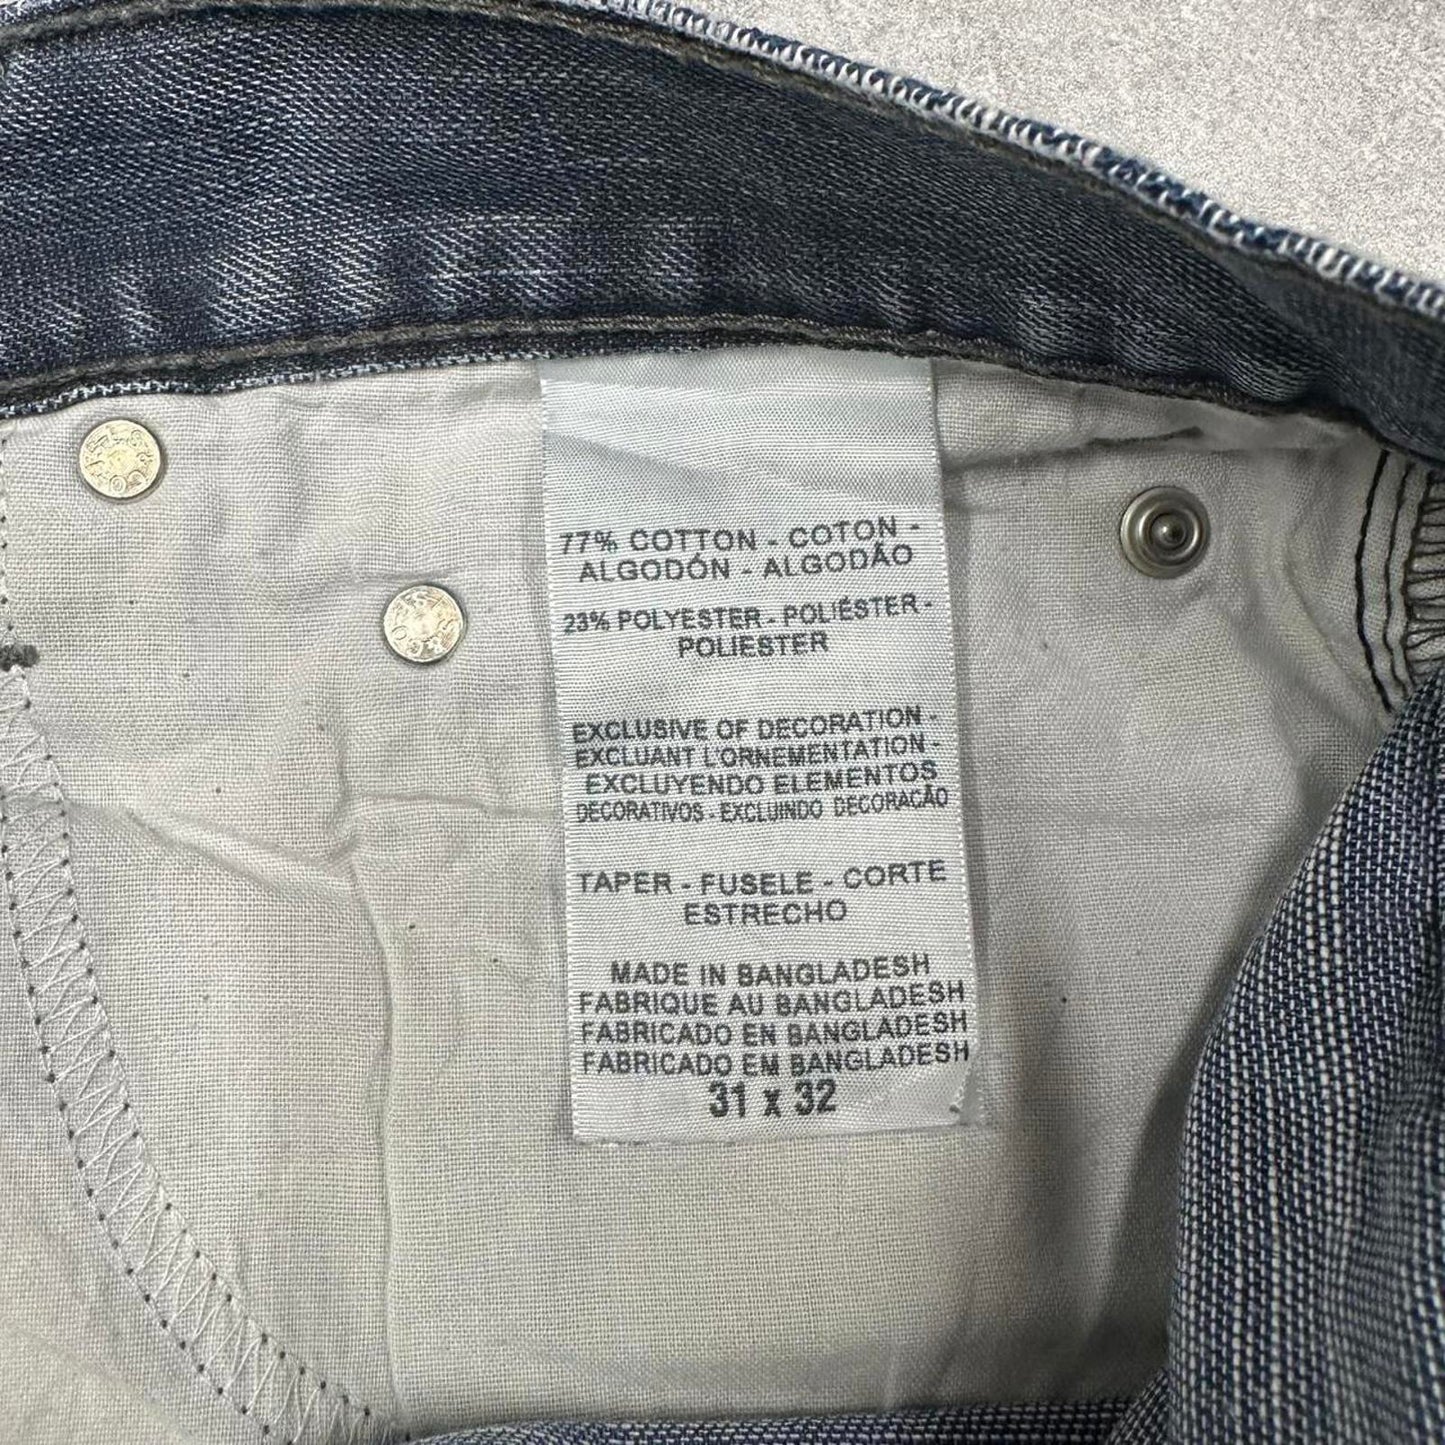 77% COTTON - COTON -
ALGODÓN - ALGODÃO
23% POLYESTER - POLIÉSTER -
POLIESTER
EXCLUSIVE OF DECORATION -
EXCLUANT L'ORNEMENTATION -
EXCLUYENDO ELEMENTOS
DECORATIVOS - EXCLUINDO DECORACÃO
TAPER - FUSELE - CORTE
ESTRECHO
MADE IN BANGLADESH
FABRIQUE AU BANGLADESH
FABRICADO EN BANGLADESH
FABRICADO EM BANGLADESH
31 x 32